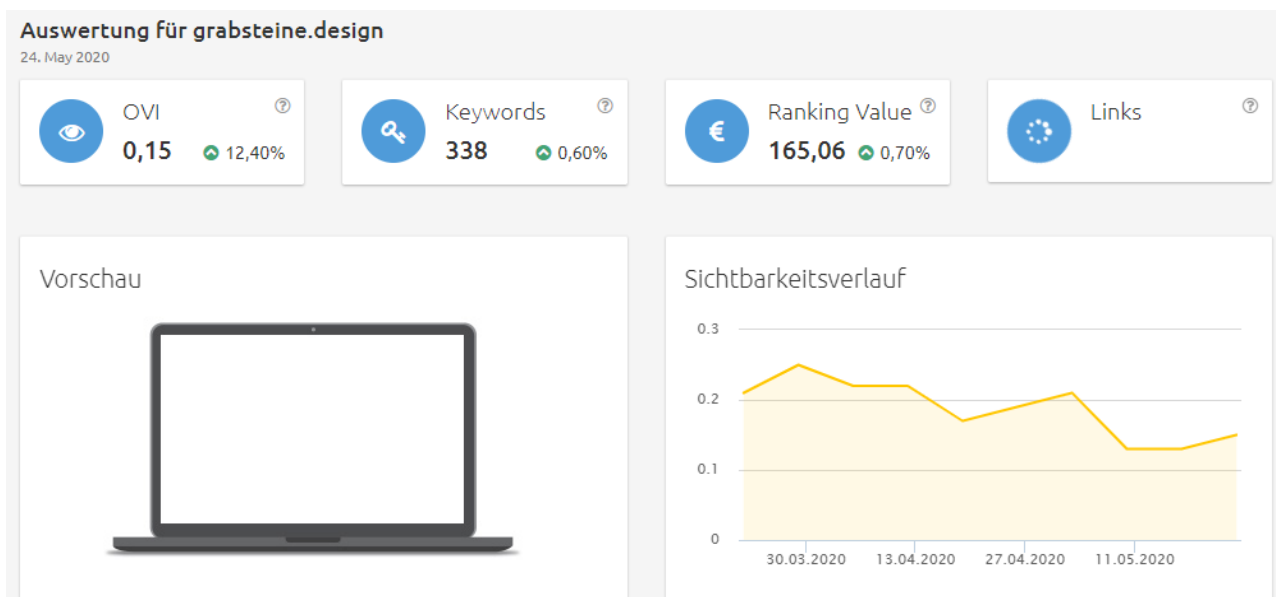 Auswertung für grabsteine.design
24. May 2020
OVI ?
0,15 12,40%
Keywords ?
338 0,60%
Ranking Value ?
€
165,06 0,70%
Links ?
Vorschau
Sichtbarkeitsverlauf
0.3
0.2
0.1
0
30.03.2020 13.04.2020 27.04.2020 11.05.2020